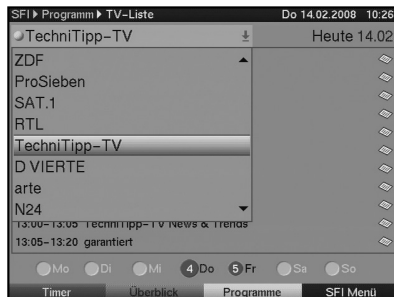 SFI Programm TV-Liste Do 14.02.2008 10:26
TechniTipp-TV Heute 14.02
ZDF
ProSieben
SAT.1
RTL
TechniTipp-TV
D VIERTE
arte
N24
13:00-13:05 TechniTipp-TV News & Trends
13:05-13:20 garantiert
Mo Di Mi 4 Do 5 Fr Sa So
Timer Überblick Programme SFI Menü